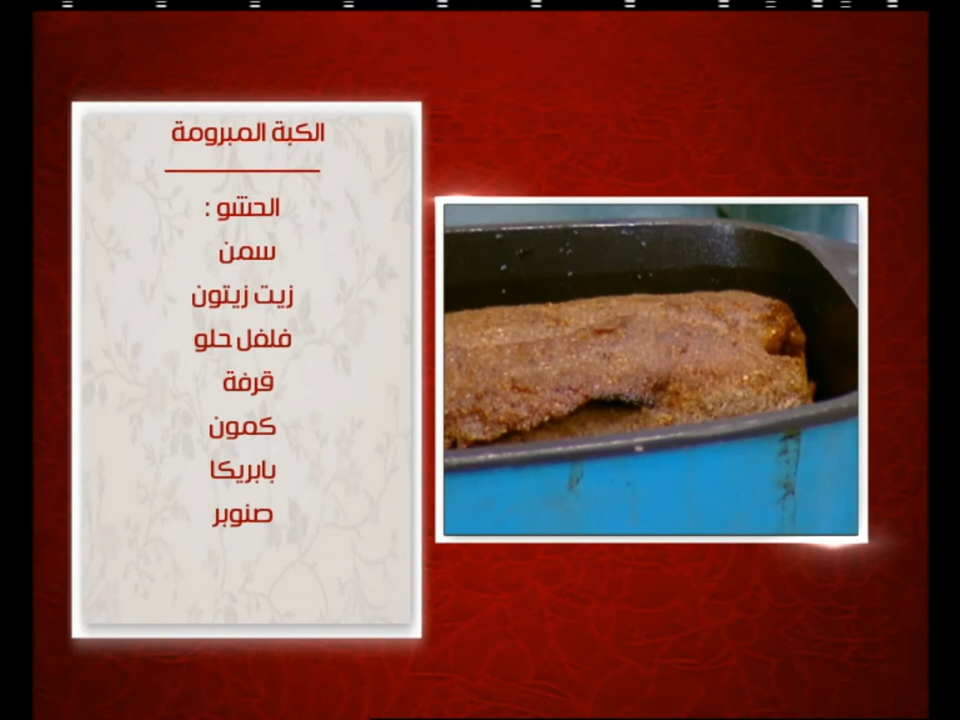 الكبة المبرومة
الحشو :
سمن
زيت زيتون
فلفل حلو
قرفة
كمون
بابريكا
صنوبر